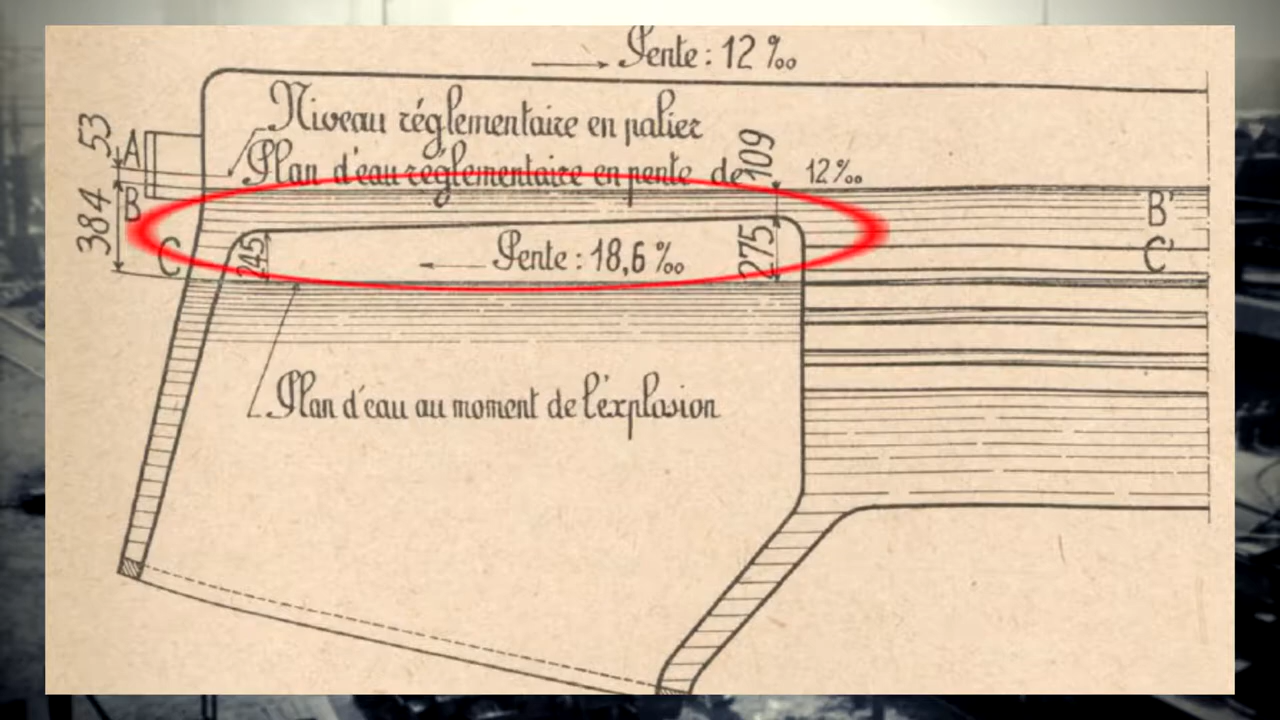 Pente : 12 ‰
Niveau réglementaire en palier
Plan d'eau réglementaire en pente de 12‰
53
A
109
B
B'
384
C
C'
245
Pente : 18,6 ‰
275
Plan d'eau au moment de l'explosion